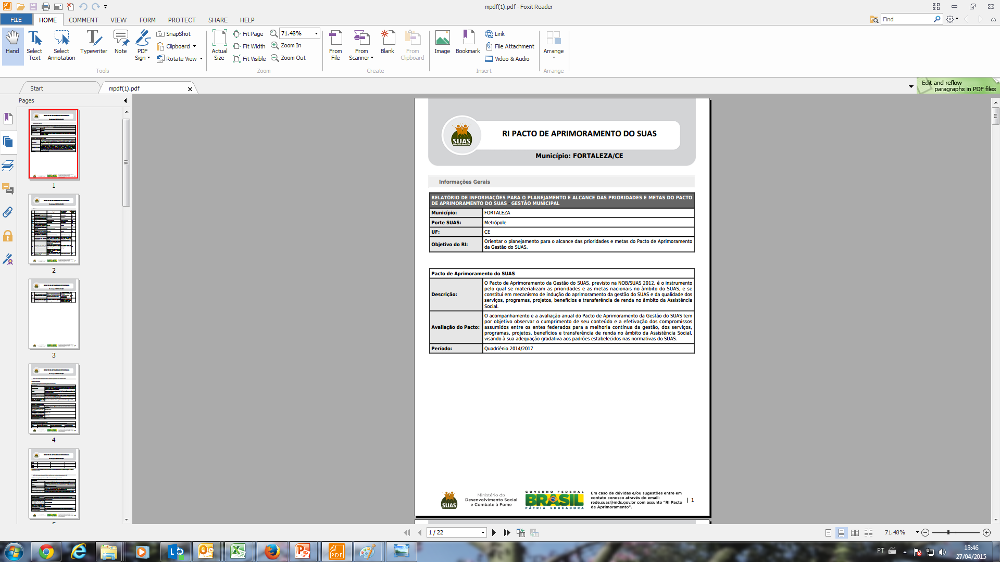 mpdf(1).pdf - Foxit Reader
FILE
HOME
COMMENT
VIEW
FORM
PROTECT
SHARE
HELP
Find
Hand
Select Text
Select Annotation
Typewriter
Note
PDF Sign
SnapShot
Clipboard
Rotate View
Tools
Actual Size
Fit Page
Fit Width
Fit Visible
71.48%
Zoom In
Zoom Out
Zoom
From File
From Scanner
Blank
From Clipboard
Create
Image
Bookmark
Link
File Attachment
Video & Audio
Insert
Arrange
Arrange
Start
mpdf(1).pdf
Edit and reflow
paragraphs in PDF files
Pages
1
2
3
4
5
SUAS
RI PACTO DE APRIMORAMENTO DO SUAS
Município: FORTALEZA/CE
Informações Gerais
RELATÓRIO DE INFORMAÇÕES PARA O PLANEJAMENTO E ALCANCE DAS PRIORIDADES E METAS DO PACTO
DE APRIMORAMENTO DO SUAS - GESTÃO MUNICIPAL
Município: FORTALEZA
Porte SUAS: Metrópole
UF: CE
Objetivo do RI: Orientar o planejamento para o alcance das prioridades e metas do Pacto de Aprimoramento
da Gestão do SUAS.
Pacto de Aprimoramento do SUAS
Descrição:
O Pacto de Aprimoramento da Gestão do SUAS, previsto na NOB/SUAS 2012, é o instrumento
pelo qual se materializam as prioridades e as metas nacionais no âmbito do SUAS, e se
constitui em mecanismo de indução do aprimoramento da gestão do SUAS e da qualidade dos
serviços, programas, projetos, benefícios e transferência de renda no âmbito da Assistência
Social.
Avaliação do Pacto:
O acompanhamento e a avaliação anual do Pacto de Aprimoramento da Gestão do SUAS tem
por objetivo observar o cumprimento de seu conteúdo e a efetivação dos compromissos
assumidos entre os entes federados para a melhoria contínua da gestão, dos serviços,
programas, projetos, benefícios e transferência de renda no âmbito da Assistência Social,
visando à sua adequação gradativa aos padrões estabelecidos nas normativas do SUAS.
Período: Quadriênio 2014/2017
SUAS
Ministério do
Desenvolvimento Social
e Combate à Fome
GOVERNO FEDERAL
BRASIL
PÁTRIA EDUCADORA
Em caso de dúvidas e/ou sugestões entre em
contato conosco através do email:
rede.suas@mds.gov.br com assunto "RI Pacto
de Aprimoramento".
| 1
1 / 22
71.48%
PT
13:46
27/04/2015